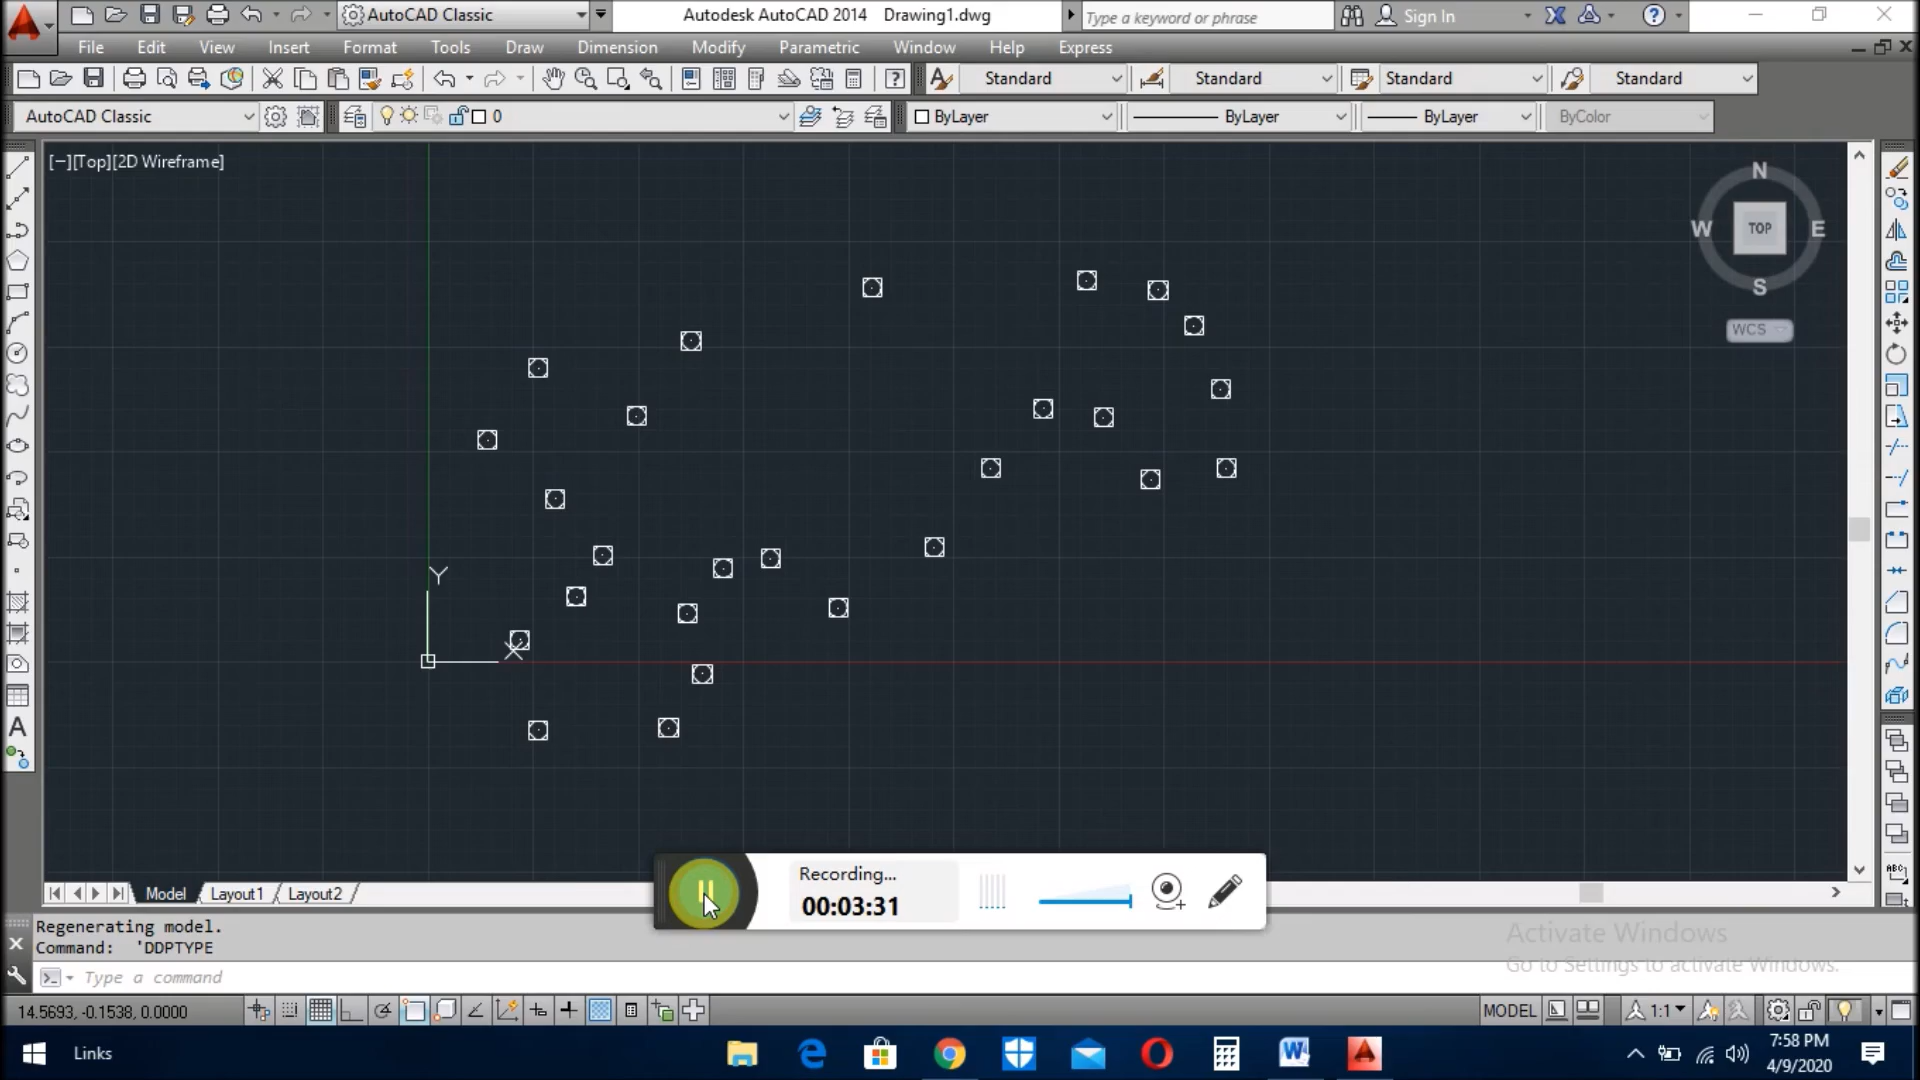 AutoCAD Classic
Autodesk AutoCAD 2014 Drawing1.dwg
Type a keyword or phrase
Sign In
File Edit View Insert Format Tools Draw Dimension Modify Parametric Window Help Express
Standard Standard Standard Standard
AutoCAD Classic 0 ByLayer ByLayer ByLayer ByColor
[−][Top][2D Wireframe]
N
W TOP E
S
WCS
Y
X
A
Recording...
00:03:31
Model Layout1 Layout2
Regenerating model.
Command: 'DDPTYPE
Type a command
Activate Windows
Go to Settings to activate Windows.
14.5693, -0.1538, 0.0000
MODEL 1:1
Links
7:58 PM
4/9/2020